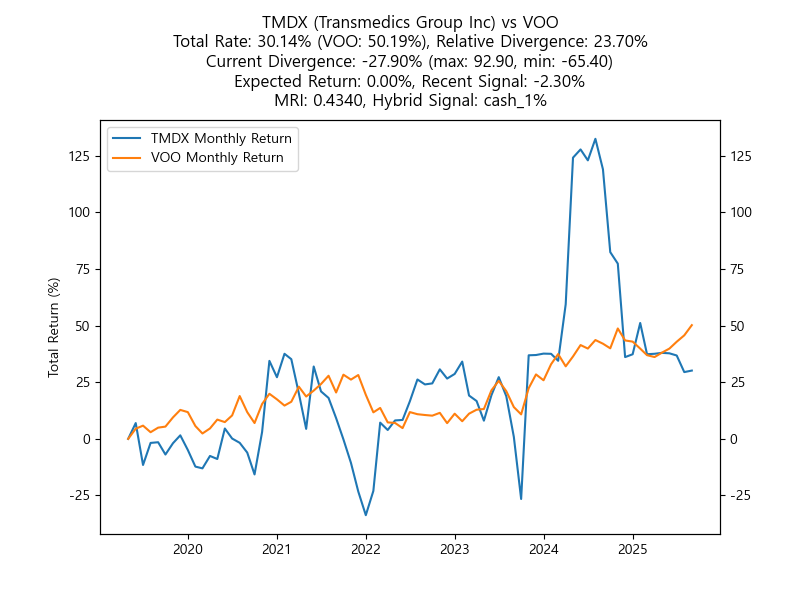 TMDX (Transmedics Group Inc) vs VOO
Total Rate: 30.14% (VOO: 50.19%), Relative Divergence: 23.70%
Current Divergence: -27.90% (max: 92.90, min: -65.40)
Expected Return: 0.00%, Recent Signal: -2.30%
MRI: 0.4340, Hybrid Signal: cash_1%
TMDX Monthly Return
VOO Monthly Return
Total Return (%)
125
100
75
50
25
0
-25
125
100
75
50
25
0
-25
2020
2021
2022
2023
2024
2025